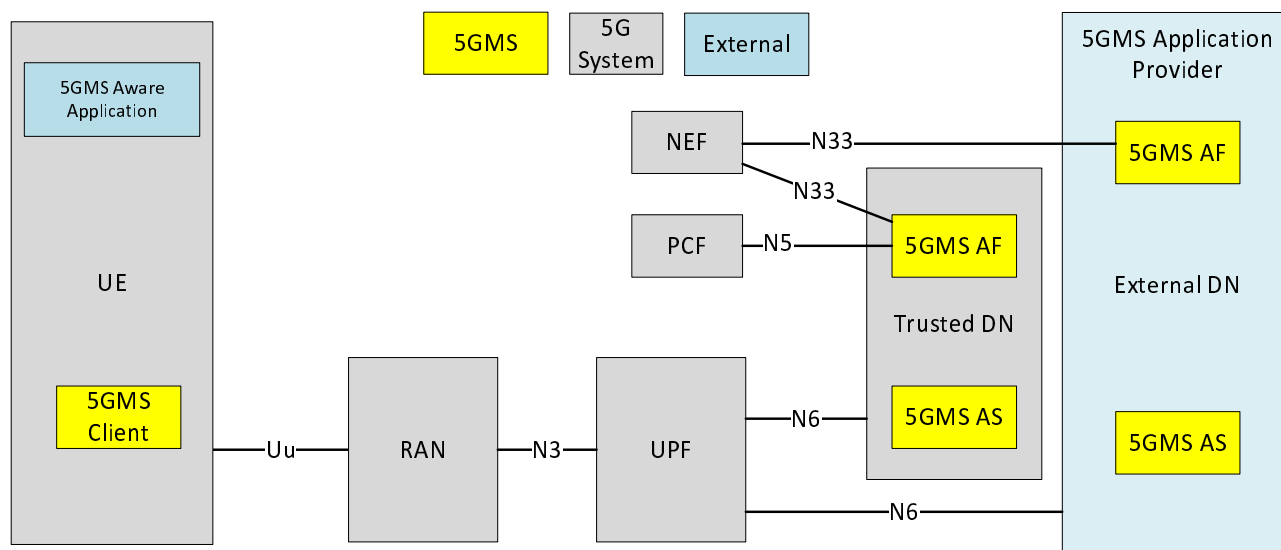 5GMS
5G
System
External
5GMS Application
Provider
5GMS Aware
Application
NEF
N33
5GMS AF
N33
PCF
N5
5GMS AF
UE
External DN
Trusted DN
5GMS
Client
5GMS AS
N6
5GMS AS
Uu
RAN
N3
UPF
N6